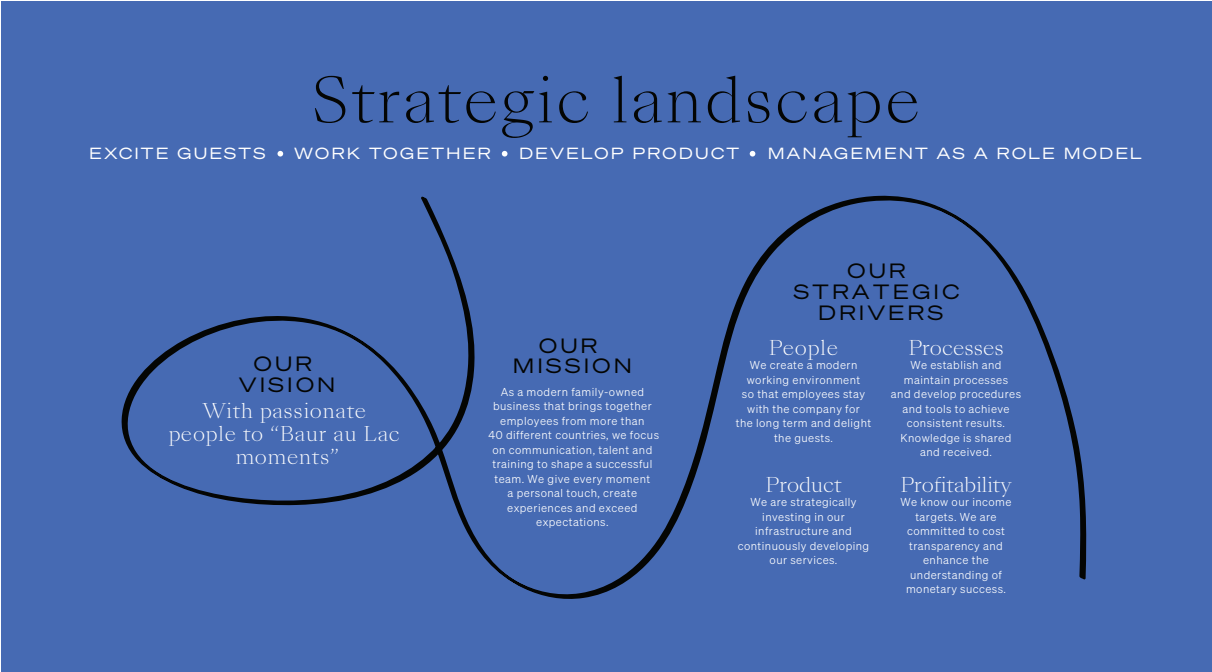 Strategic landscape
EXCITE GUESTS • WORK TOGETHER • DEVELOP PRODUCT • MANAGEMENT AS A ROLE MODEL
OUR
VISION
With passionate
people to “Baur au Lac
moments”
OUR
MISSION
As a modern family-owned
business that brings together
employees from more than
40 different countries, we focus
on communication, talent and
training to shape a successful
team. We give every moment
a personal touch, create
experiences and exceed
expectations.
OUR
STRATEGIC
DRIVERS
People
We create a modern
working environment
so that employees stay
with the company for
the long term and delight
the guests.
Processes
We establish and
maintain processes
and develop procedures
and tools to achieve
consistent results.
Knowledge is shared
and received.
Product
We are strategically
investing in our
infrastructure and
continuously developing
our services.
Profitability
We know our income
targets. We are
committed to cost
transparency and
enhance the
understanding of
monetary success.